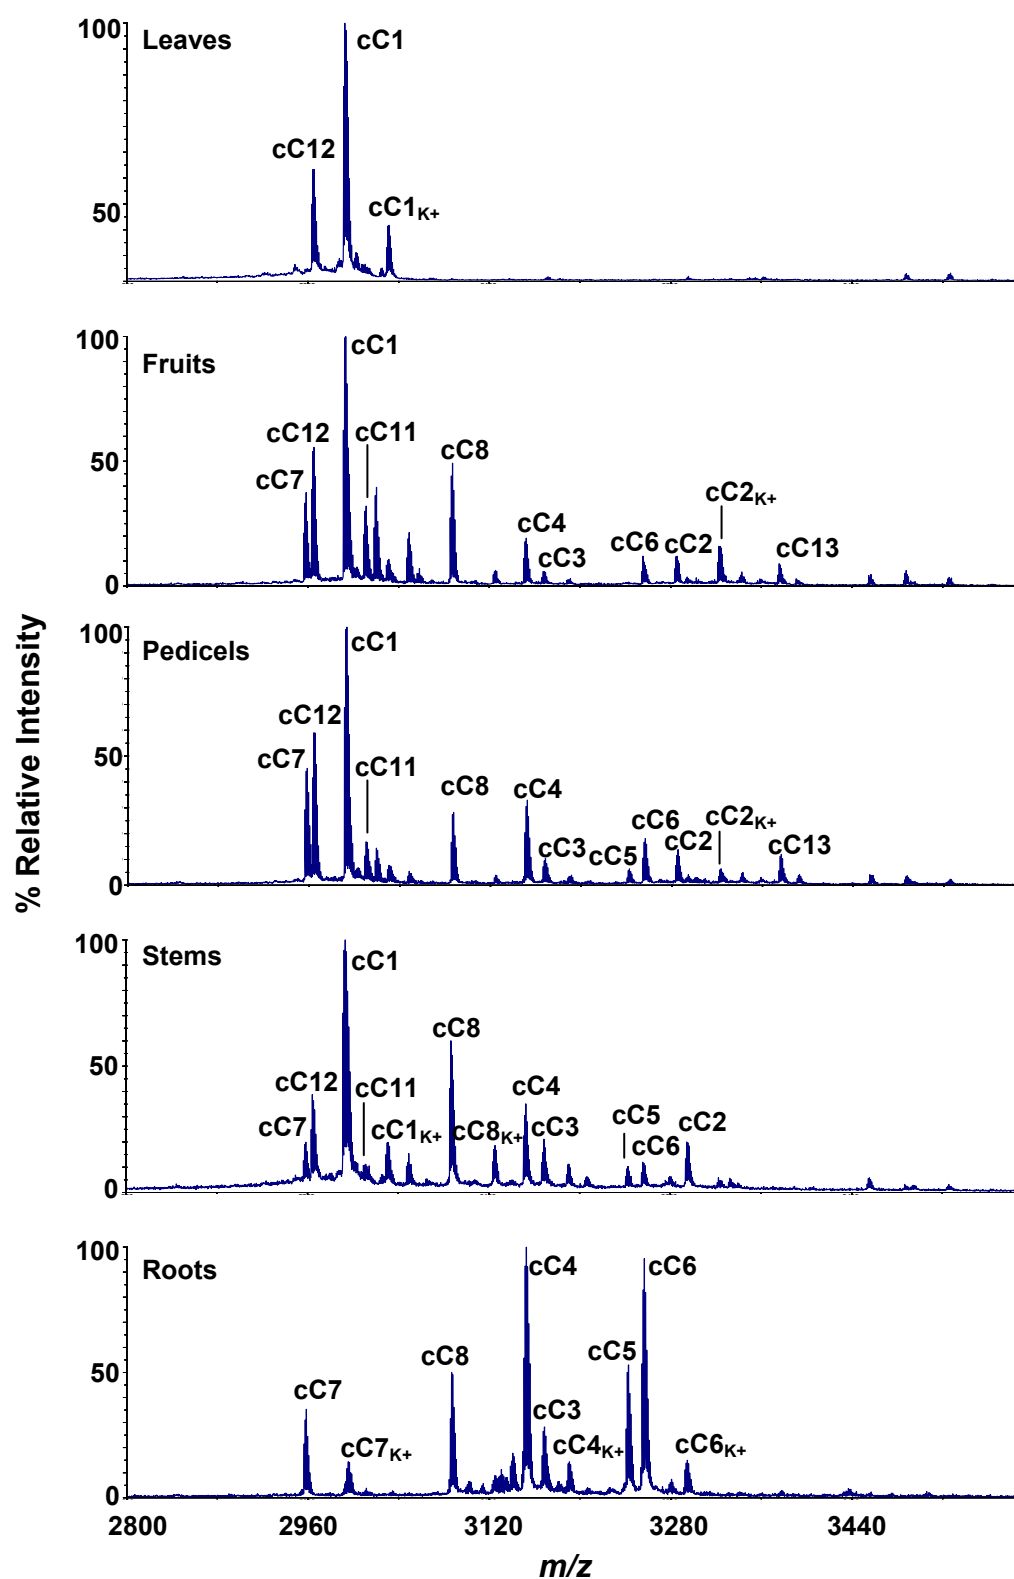 100
Leaves
cC1
cC12
cC1K+
50
100
Fruits
cC1
cC12
cC11
cC7
cC8
cC2K+
50
cC4
cC3
cC6
cC2
cC13
0
100
Pedicels
cC1
cC12
cC7
cC11
50
cC8
cC4
cC3
cC5
cC6
cC2
cC2K+
cC13
0
% Relative Intensity
100
Stems
cC1
cC8
50
cC12
cC11
cC7
cC1K+
cC8K+
cC4
cC3
cC5
cC6
cC2
0
100
Roots
cC4
cC6
cC8
cC5
50
cC7
cC3
cC7K+
cC4K+
cC6K+
0
2800 2960 3120 3280 3440
m/z